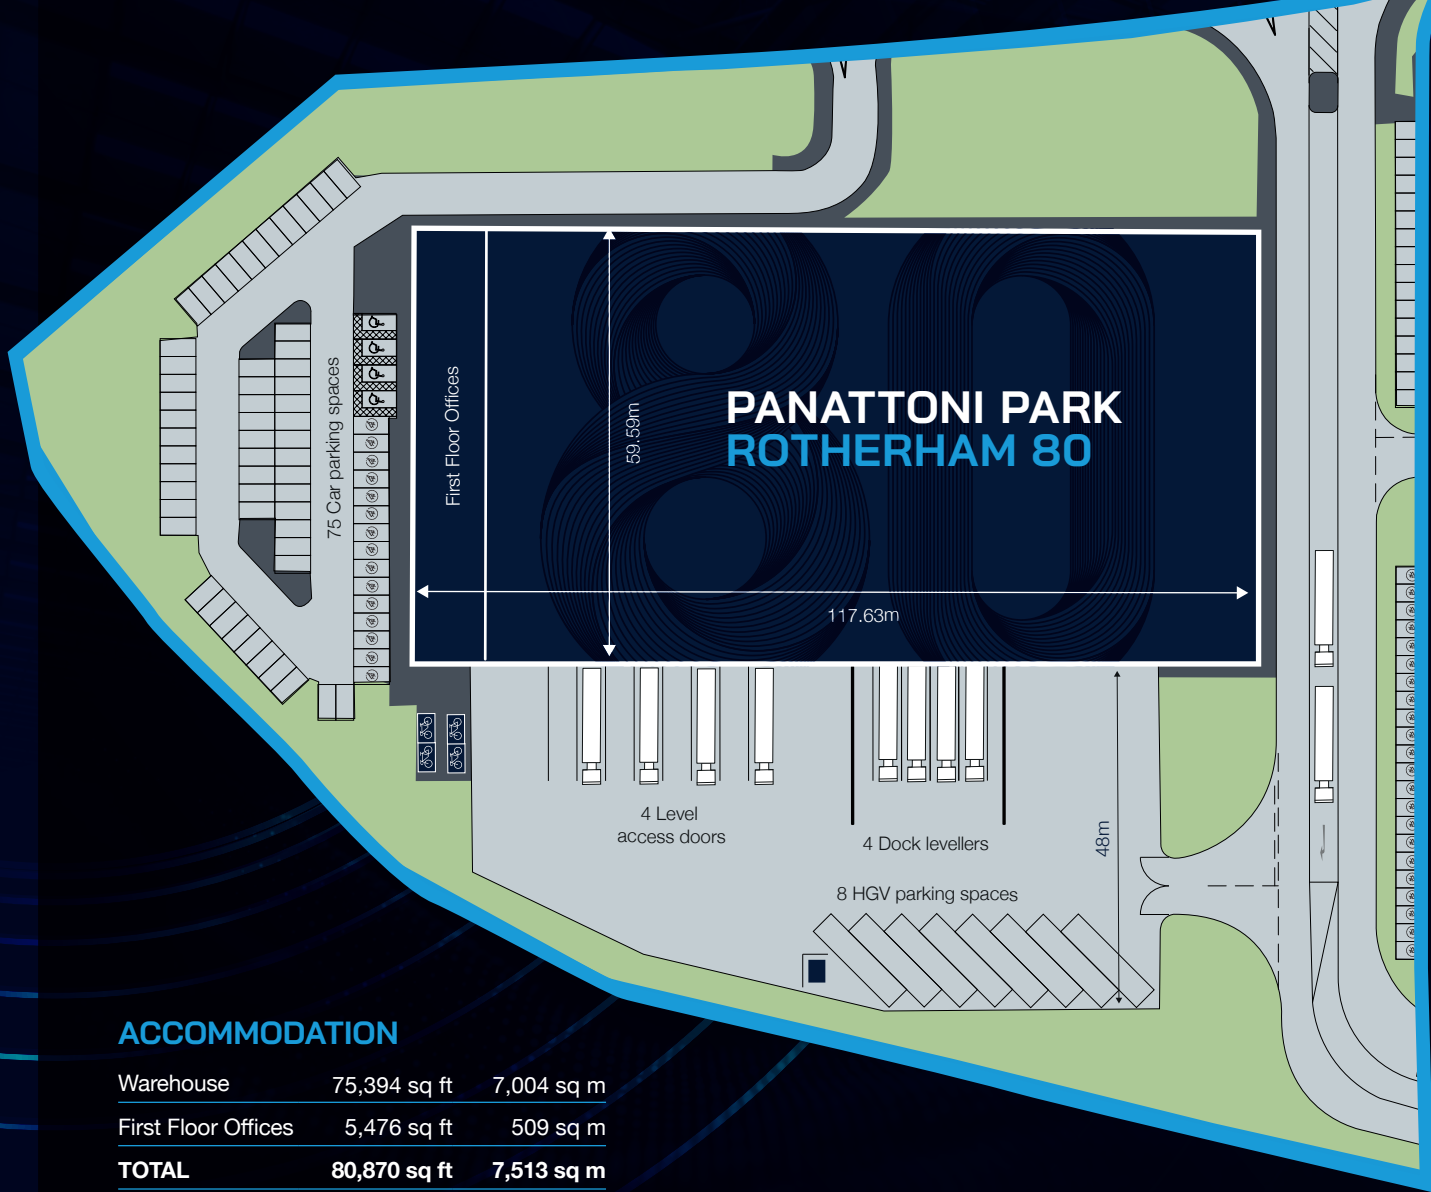 PANATTONI PARK
ROTHERHAM 80
First Floor Offices
59.59m
117.63m
75 Car parking spaces
4 Level
access doors
4 Dock levellers
48m
8 HGV parking spaces
ACCOMMODATION
Warehouse 75,394 sq ft 7,004 sq m
First Floor Offices 5,476 sq ft 509 sq m
TOTAL 80,870 sq ft 7,513 sq m
80